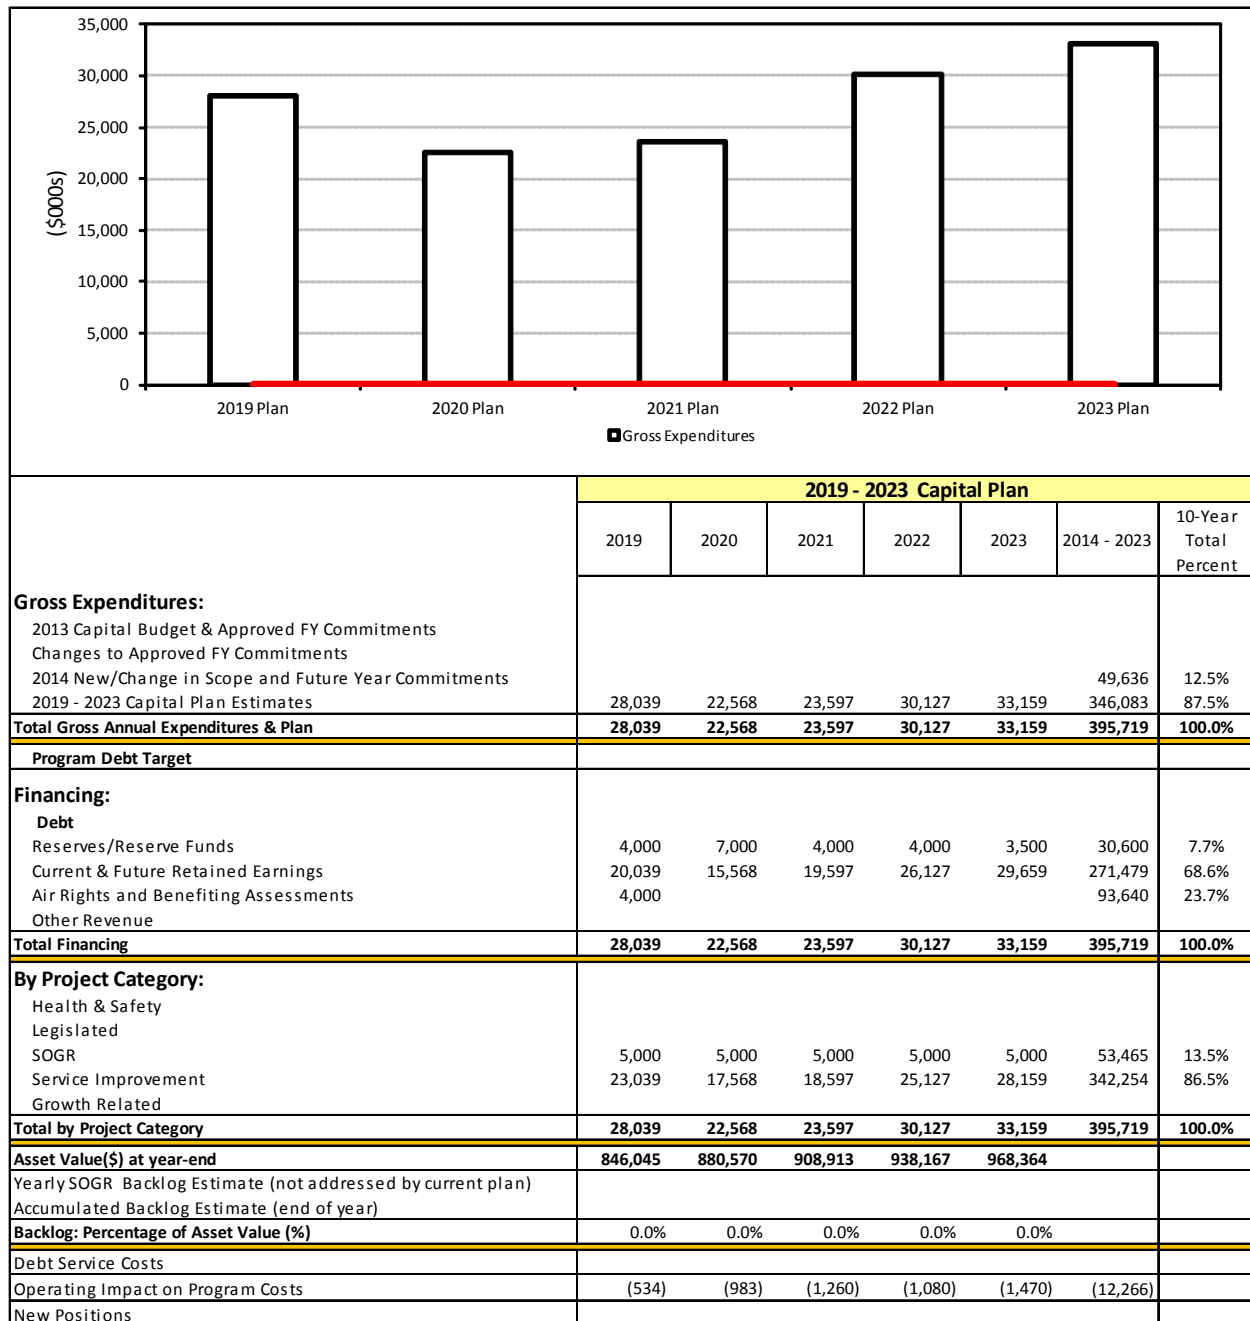 35,000
30,000
25,000
20,000
15,000
10,000
5,000
0
($000s)
2019 Plan 2020 Plan 2021 Plan 2022 Plan 2023 Plan
Gross Expenditures
2019 - 2023 Capital Plan
2019 2020 2021 2022 2023 2014 - 2023 10-Year Total Percent
Gross Expenditures:
2013 Capital Budget & Approved FY Commitments
Changes to Approved FY Commitments
2014 New/Change in Scope and Future Year Commitments 49,636 12.5%
2019 - 2023 Capital Plan Estimates 28,039 22,568 23,597 30,127 33,159 346,083 87.5%
Total Gross Annual Expenditures & Plan 28,039 22,568 23,597 30,127 33,159 395,719 100.0%
Program Debt Target
Financing:
Debt
Reserves/Reserve Funds 4,000 7,000 4,000 4,000 3,500 30,600 7.7%
Current & Future Retained Earnings 20,039 15,568 19,597 26,127 29,659 271,479 68.6%
Air Rights and Benefiting Assessments 4,000 93,640 23.7%
Other Revenue
Total Financing 28,039 22,568 23,597 30,127 33,159 395,719 100.0%
By Project Category:
Health & Safety
Legislated
SOGR 5,000 5,000 5,000 5,000 5,000 53,465 13.5%
Service Improvement 23,039 17,568 18,597 25,127 28,159 342,254 86.5%
Growth Related
Total by Project Category 28,039 22,568 23,597 30,127 33,159 395,719 100.0%
Asset Value($) at year-end 846,045 880,570 908,913 938,167 968,364
Yearly SOGR Backlog Estimate (not addressed by current plan)
Accumulated Backlog Estimate (end of year)
Backlog: Percentage of Asset Value (%) 0.0% 0.0% 0.0% 0.0% 0.0%
Debt Service Costs
Operating Impact on Program Costs (534) (983) (1,260) (1,080) (1,470) (12,266)
New Positions